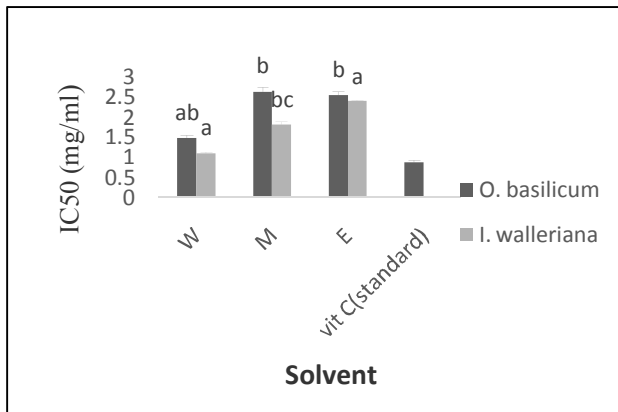 IC50 (mg/ml)
3
2.5
2
1.5
1
0.5
0
ab
a
b
bc
b
a
W
M
E
vit C(standard)
O. basilicum
I. walleriana
Solvent